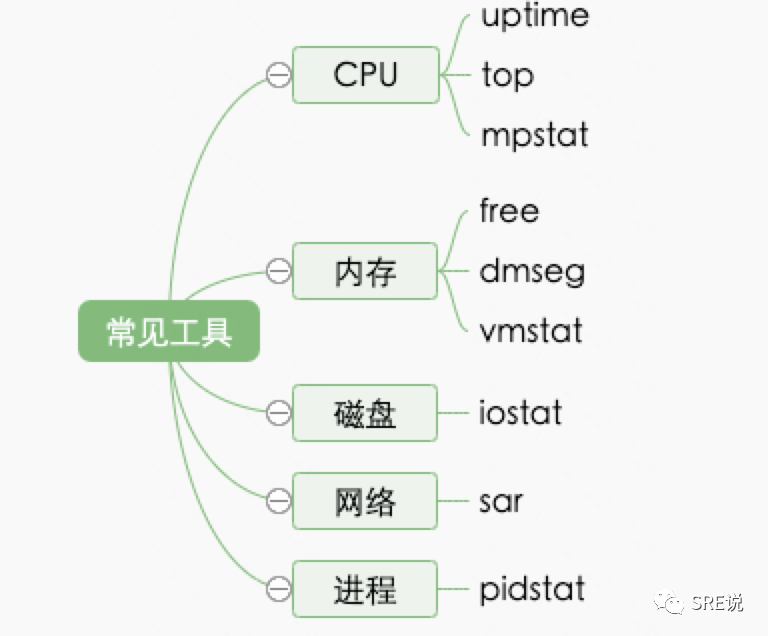 常见工具
CPU
uptime
top
mpstat
内存
free
dmseg
vmstat
磁盘
iostat
网络
sar
进程
pidstat
SRE说